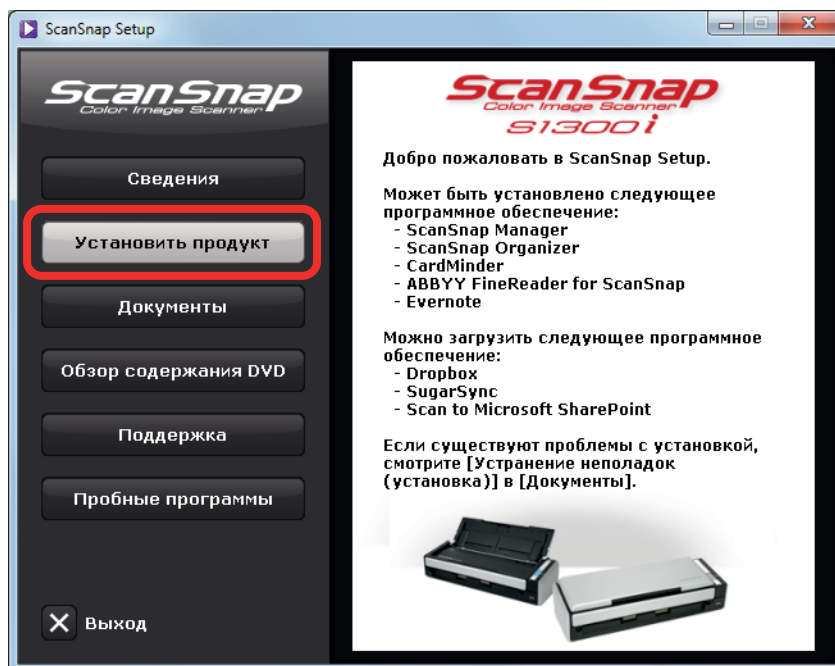 ScanSnap Setup
ScanSnap
Color Image Scanner
Сведения
Установить продукт
Документы
Обзор содержания DVD
Поддержка
Пробные программы
Выход
ScanSnap
Color Image Scanner
S1300i
Добро пожаловать в ScanSnap Setup.
Может быть установлено следующее
программное обеспечение:
- ScanSnap Manager
- ScanSnap Organizer
- CardMinder
- ABBYY FineReader for ScanSnap
- Evernote
Можно загрузить следующее программное
обеспечение:
- Dropbox
- SugarSync
- Scan to Microsoft SharePoint
Если существуют проблемы с установкой,
смотрите [Устранение неполадок
(установка)] в [Документы].